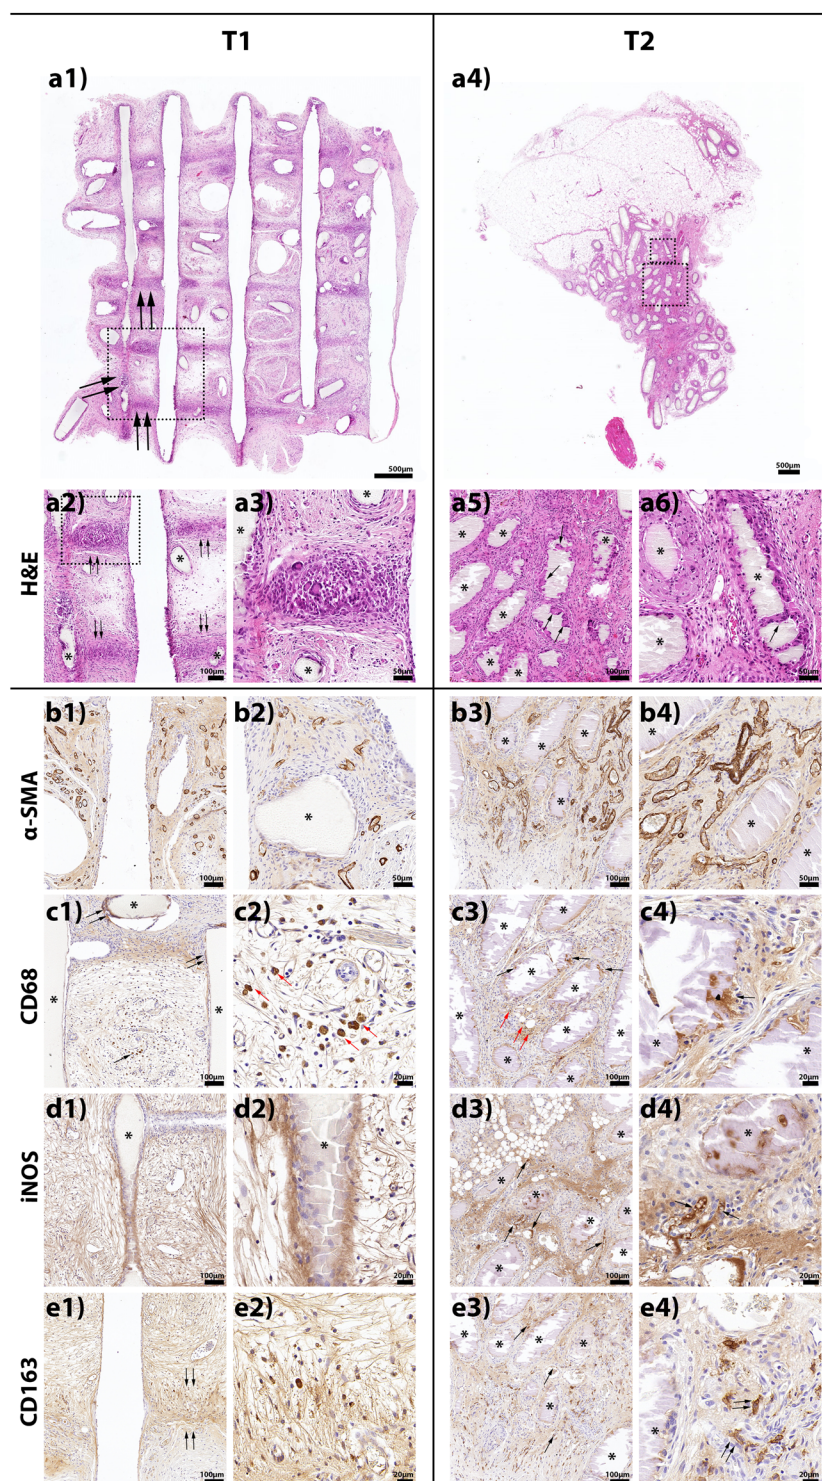 T1 T2
a1) a4)
500µm 500µm
H&E
a2) a3) a5) a6)
* * * * * * * * * * * * * * *
100µm 50µm 100µm 50µm
α-SMA
b1) b2) b3) b4)
* * * * * * * *
100µm 50µm 100µm 50µm
CD68
c1) c2) c3) c4)
* * * * * * * * * * * *
100µm 20µm 100µm 20µm
iNOS
d1) d2) d3) d4)
* * * * * * * * * *
100µm 20µm 100µm 20µm
CD163
e1) e2) e3) e4)
* * * * * * *
100µm 20µm 100µm 20µm